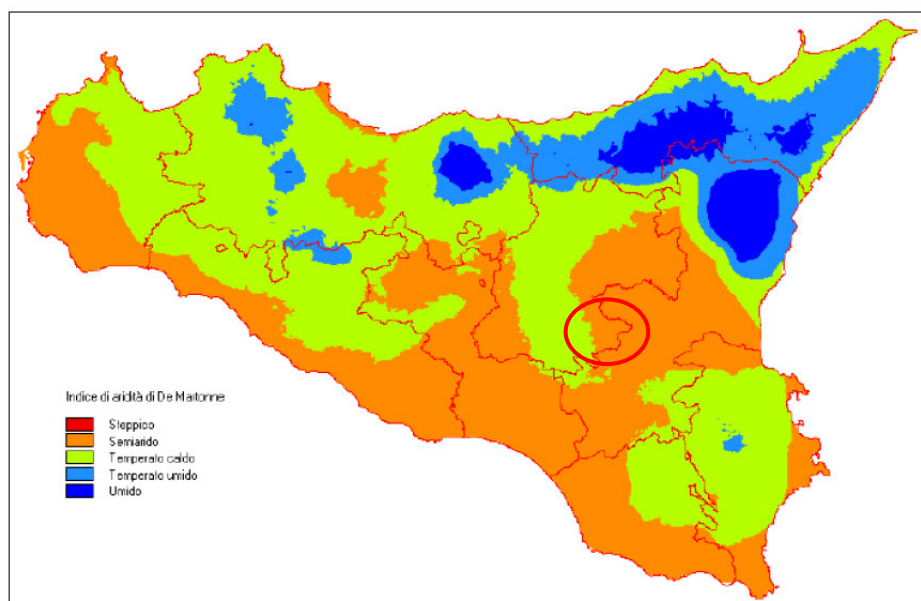 Indice di aridità di De Martonne
Steppico
Semiarido
Temperato caldo
Temperato umido
Umido